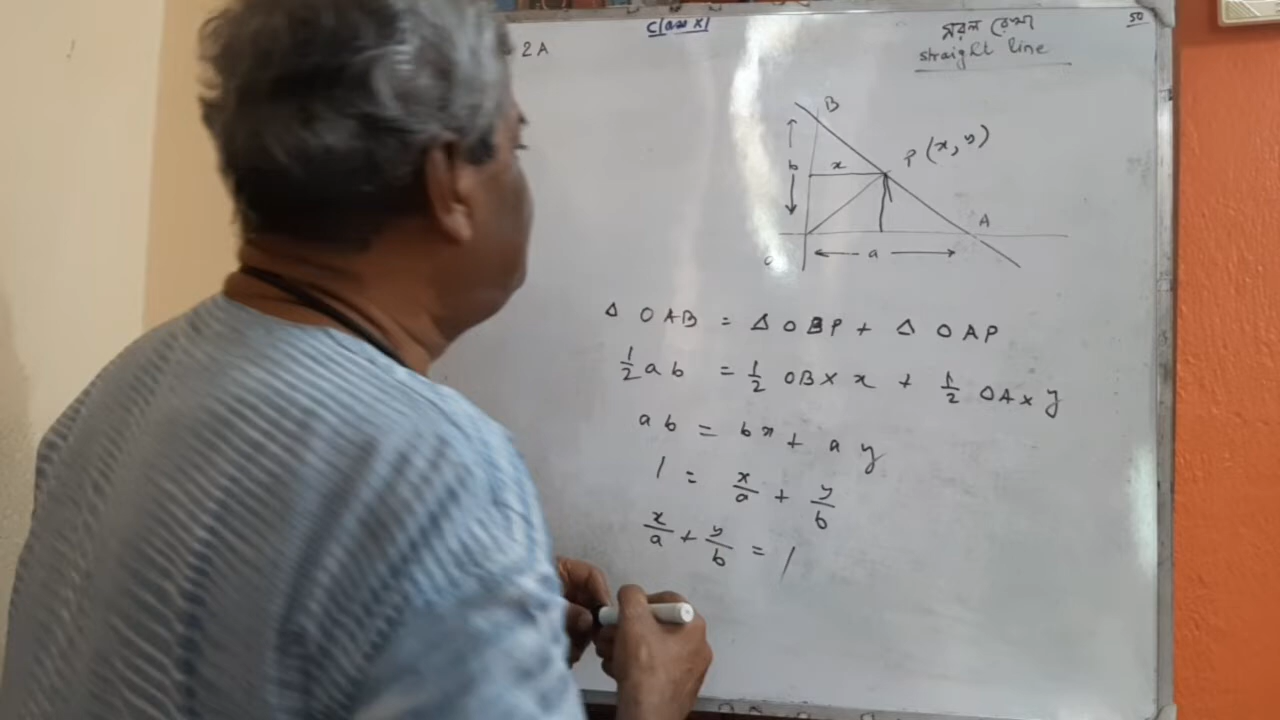 Class XI
সরল রেখা
50
2A
straight line
B
P (x, y)
b
x
A
O
a
Δ OAB = Δ OBP + Δ OAP
1/2 ab = 1/2 OB × x + 1/2 OA × y
ab = bx + ay
1 = x/a + y/b
x/a + y/b = 1